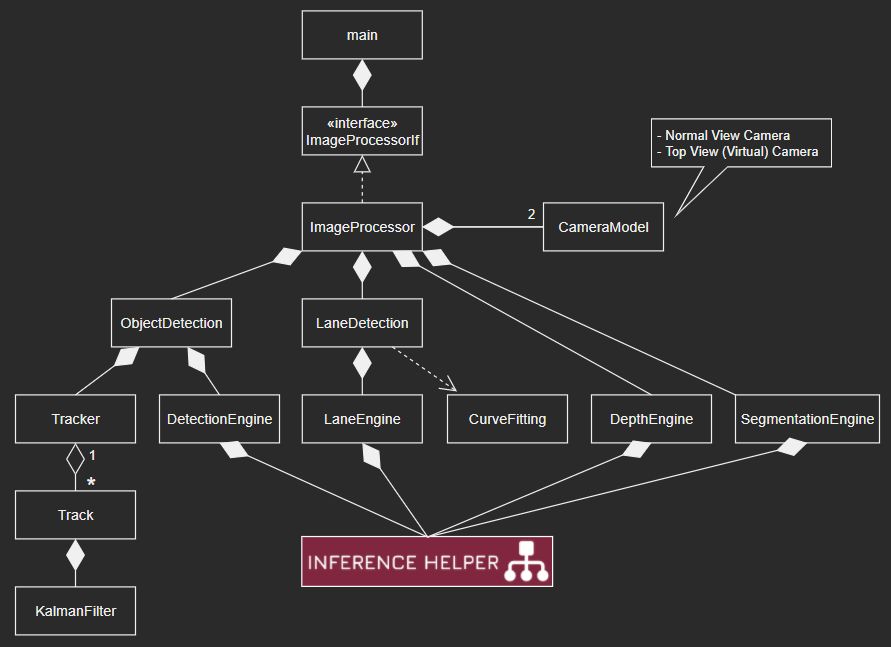 main
«interface»
ImageProcessorIf
- Normal View Camera
- Top View (Virtual) Camera
ImageProcessor
2
CameraModel
ObjectDetection
LaneDetection
Tracker
DetectionEngine
LaneEngine
CurveFitting
DepthEngine
SegmentationEngine
1
*
Track
INFERENCE HELPER
KalmanFilter